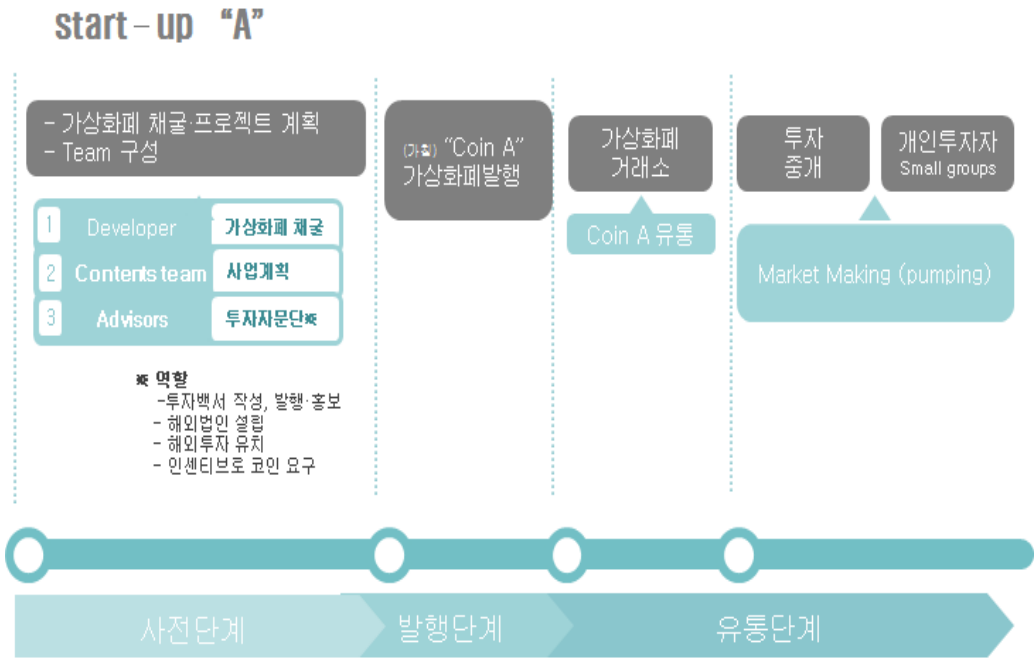 start-up “A”
- 가상화폐 채굴·프로젝트 계획
- Team 구성
1 Developer 가상화폐 채굴
2 Contents team 사업계획
3 Advisors 투자자문단※
※ 역할
-투자백서 작성, 발행·홍보
- 해외법인 설립
- 해외투자 유치
- 인센티브로 코인 요구
(가칭) “Coin A”
가상화폐발행
가상화폐
거래소
Coin A 유통
투자
중개
개인투자자
Small groups
Market Making (pumping)
사전단계
발행단계
유통단계